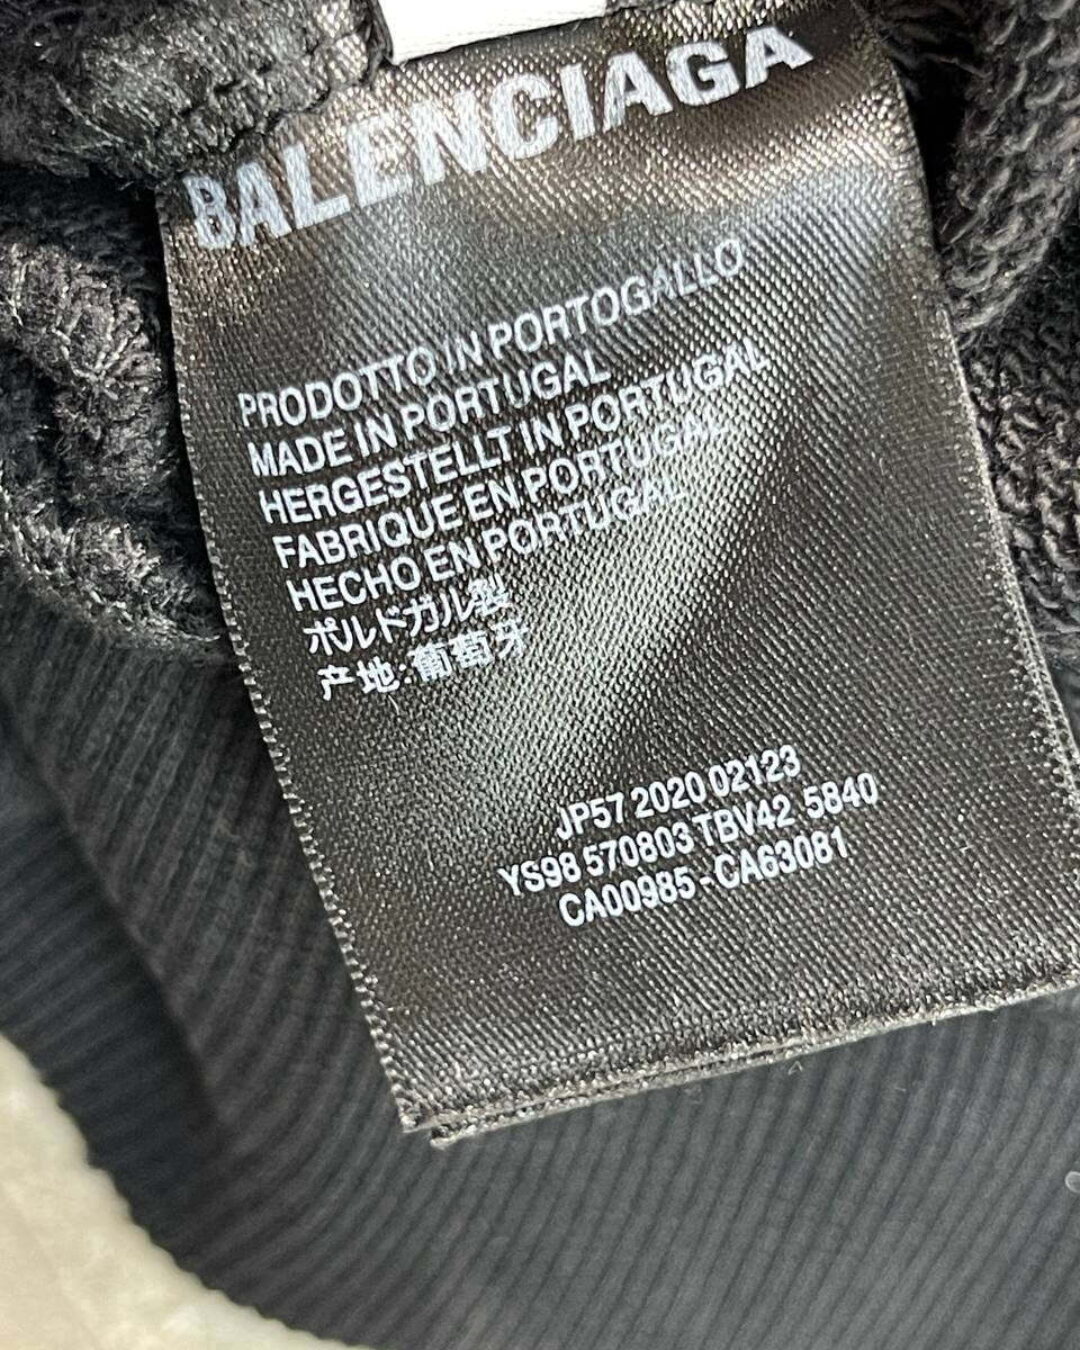 BALENCIAGA
PRODOTTO IN PORTOGALLO
MADE IN PORTUGAL
HERGESTELLT IN PORTUGAL
FABRIQUE EN PORTUGAL
HECHO EN PORTUGAL
ポルトガル製
产地:葡萄牙
JP57 2020 02123
YS98 570803 TBV42 5840
CA00985-CA63081